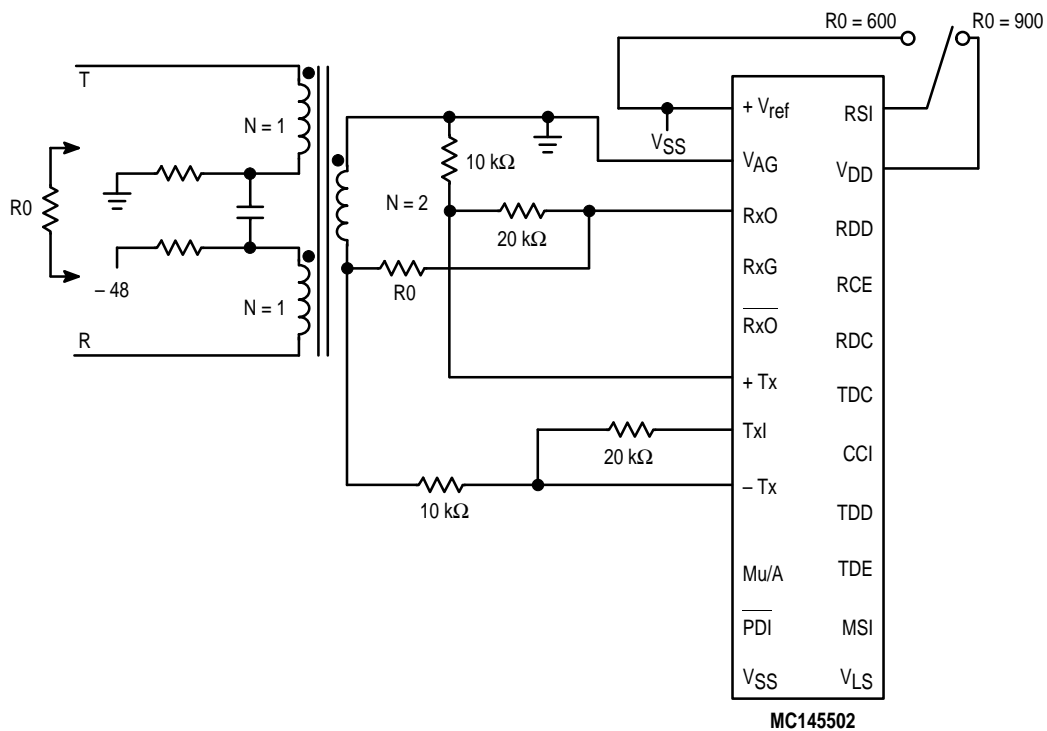 R0 = 600
R0 = 900
T
N = 1
R0
– 48
N = 1
R
N = 2
10 kΩ
20 kΩ
R0
VSS
20 kΩ
10 kΩ
+ Vref
VAG
RxO
RxG
RxO
+ Tx
TxI
– Tx
Mu/A
PDI
VSS
RSI
VDD
RDD
RCE
RDC
TDC
CCI
TDD
TDE
MSI
VLS
MC145502